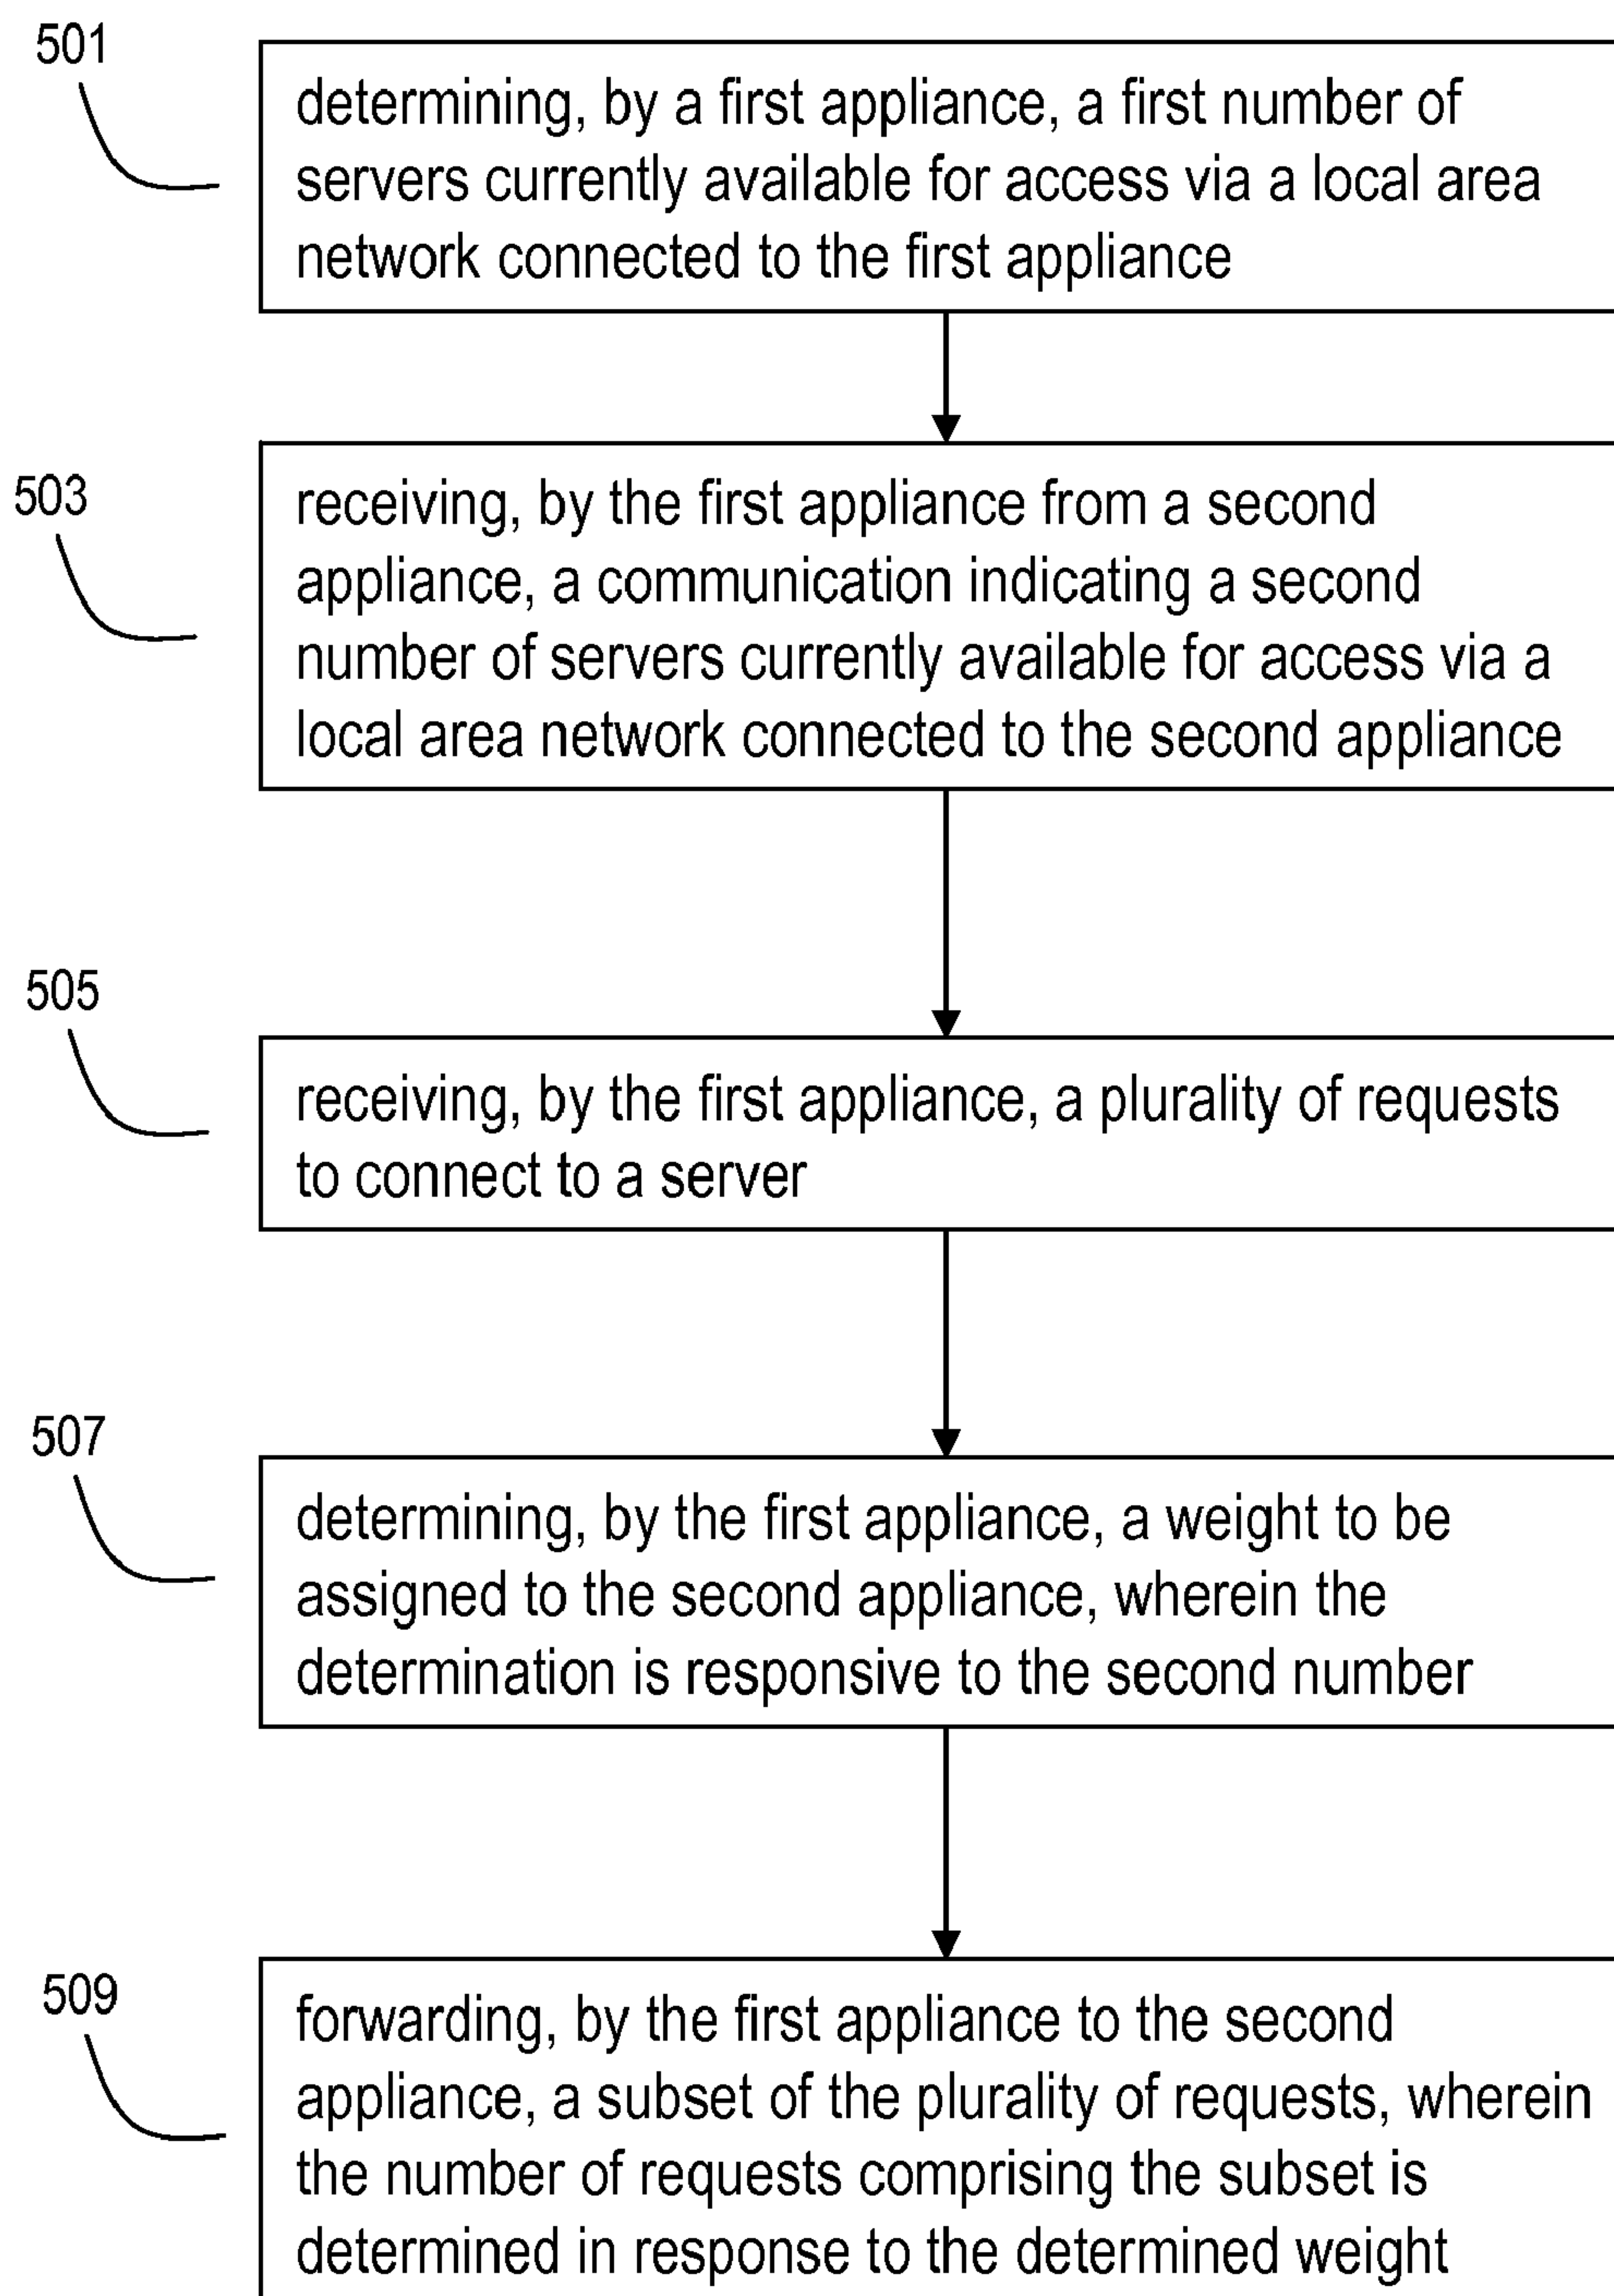 501
determining, by a first appliance, a first number of
servers currently available for access via a local area
network connected to the first appliance
503
receiving, by the first appliance from a second
appliance, a communication indicating a second
number of servers currently available for access via a
local area network connected to the second appliance
505
receiving, by the first appliance, a plurality of requests
to connect to a server
507
determining, by the first appliance, a weight to be
assigned to the second appliance, wherein the
determination is responsive to the second number
509
forwarding, by the first appliance to the second
appliance, a subset of the plurality of requests, wherein
the number of requests comprising the subset is
determined in response to the determined weight